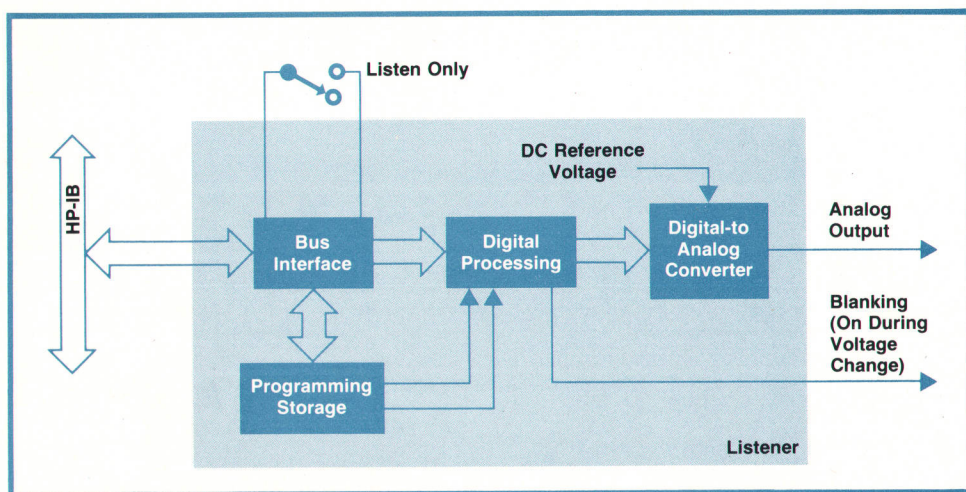 Listen Only
HP-IB
DC Reference
Voltage
Bus
Interface
Digital
Processing
Digital-to
Analog
Converter
Analog
Output
Blanking
(On During
Voltage
Change)
Programming
Storage
Listener